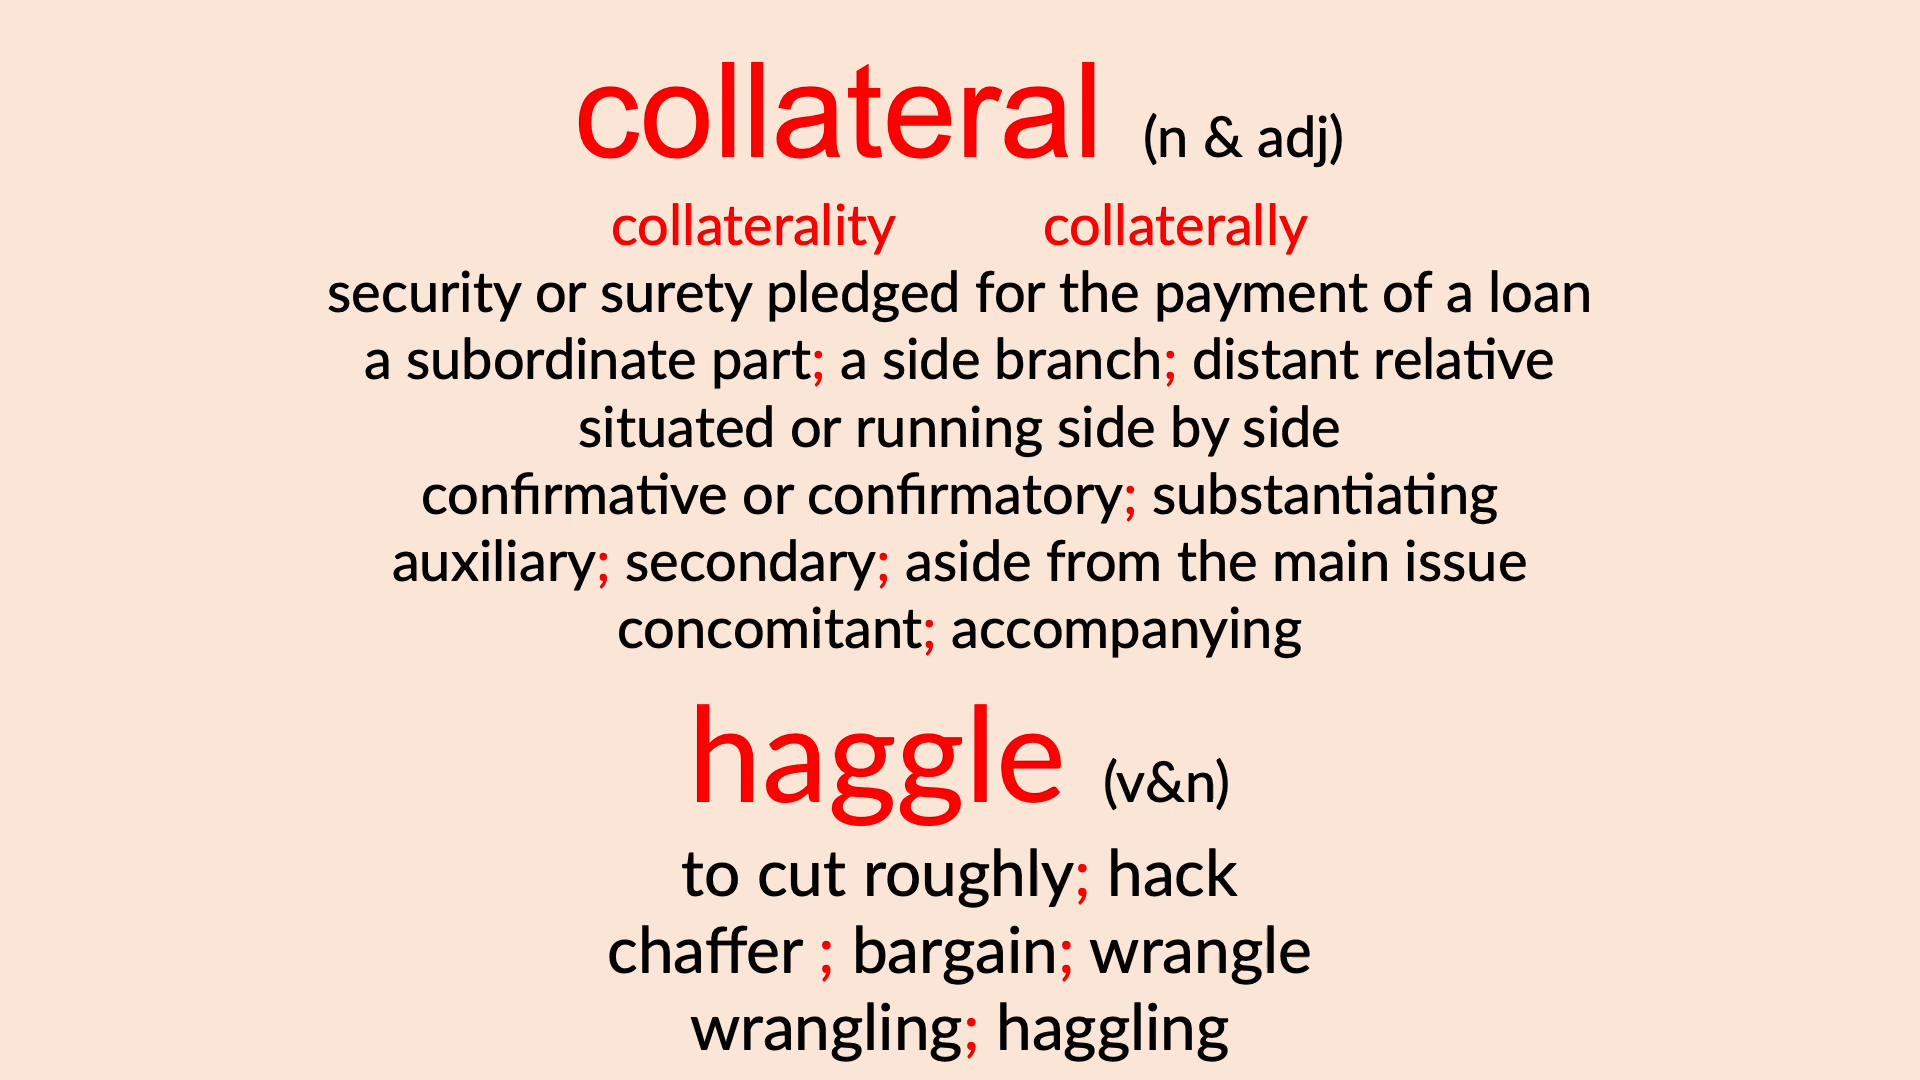 collateral (n & adj)
collaterality collaterally
security or surety pledged for the payment of a loan
a subordinate part; a side branch; distant relative
situated or running side by side
confirmative or confirmatory; substantiating
auxiliary; secondary; aside from the main issue
concomitant; accompanying
haggle (v&n)
to cut roughly; hack
chaffer ; bargain; wrangle
wrangling; haggling